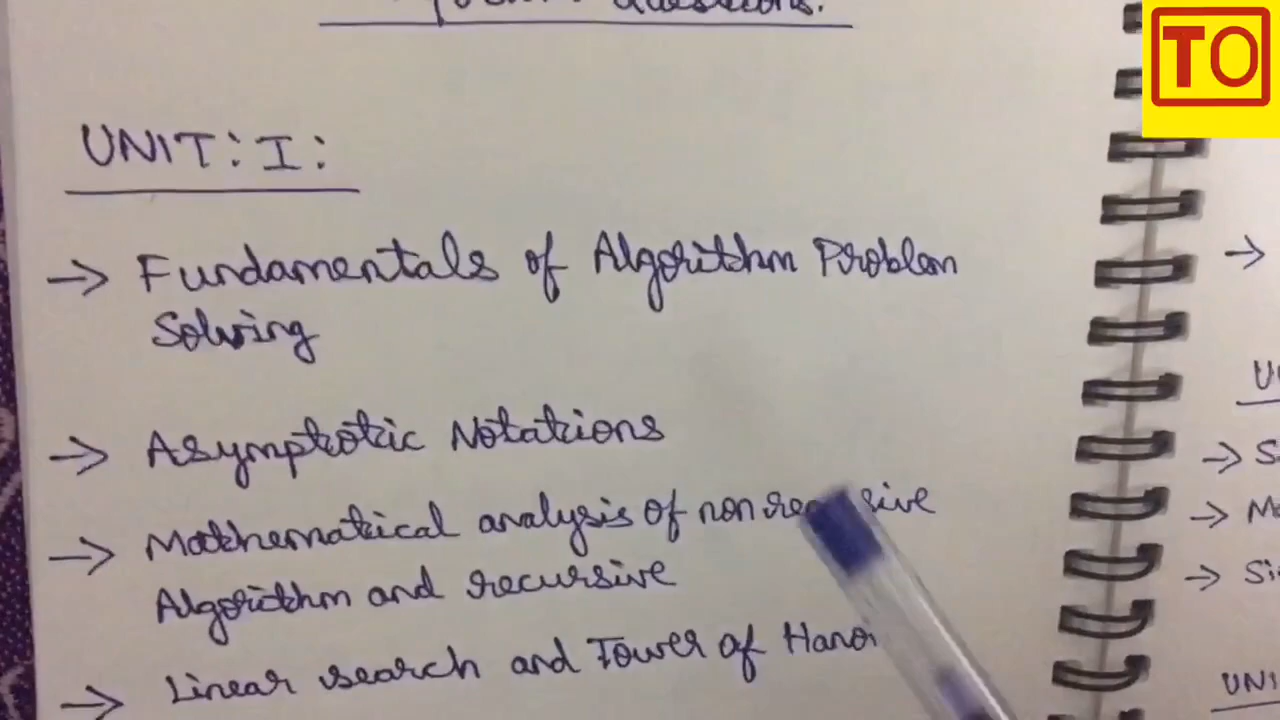 Questions.
TO
UNIT: I:
→ Fundamentals of Algorithm Problem
Solving
→ Asymptotic Notations
→ Mathematical analysis of non
Algorithm and recursive
→ Linear search and Tower of